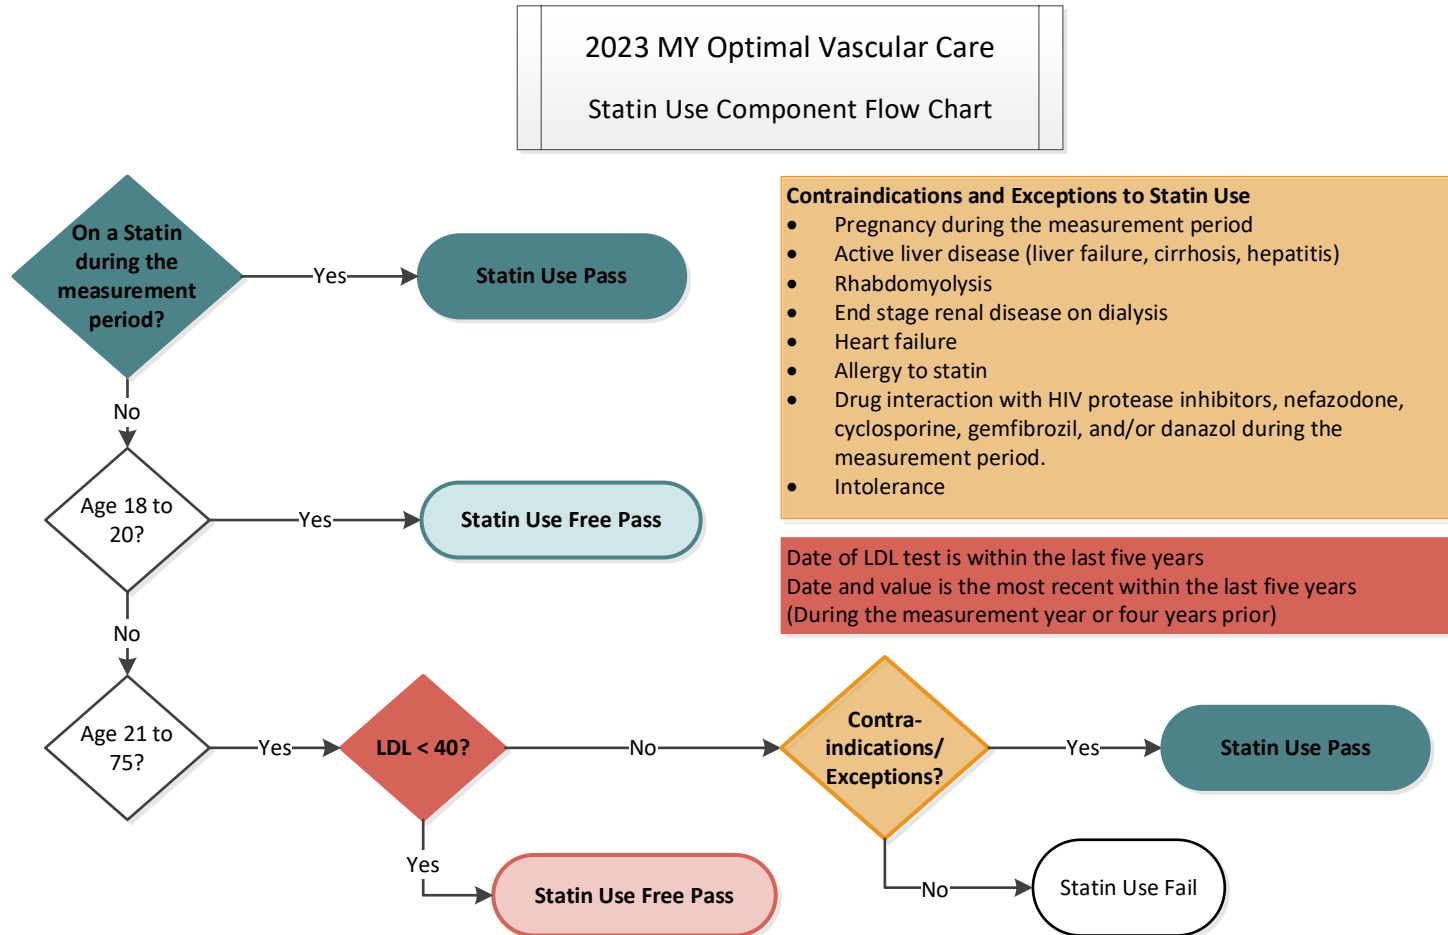 2023 MY Optimal Vascular Care
Statin Use Component Flow Chart
On a Statin
during the
measurement
period?
Yes
Statin Use Pass
No
Age 18 to
20?
Yes
Statin Use Free Pass
No
Age 21 to
75?
Yes
LDL < 40?
No
Contra-
indications/
Exceptions?
Yes
Statin Use Pass
Yes
Statin Use Free Pass
No
Statin Use Fail
Contraindications and Exceptions to Statin Use
• Pregnancy during the measurement period
• Active liver disease (liver failure, cirrhosis, hepatitis)
• Rhabdomyolysis
• End stage renal disease on dialysis
• Heart failure
• Allergy to statin
• Drug interaction with HIV protease inhibitors, nefazodone,
cyclosporine, gemfibrozil, and/or danazol during the
measurement period.
• Intolerance
Date of LDL test is within the last five years
Date and value is the most recent within the last five years
(During the measurement year or four years prior)